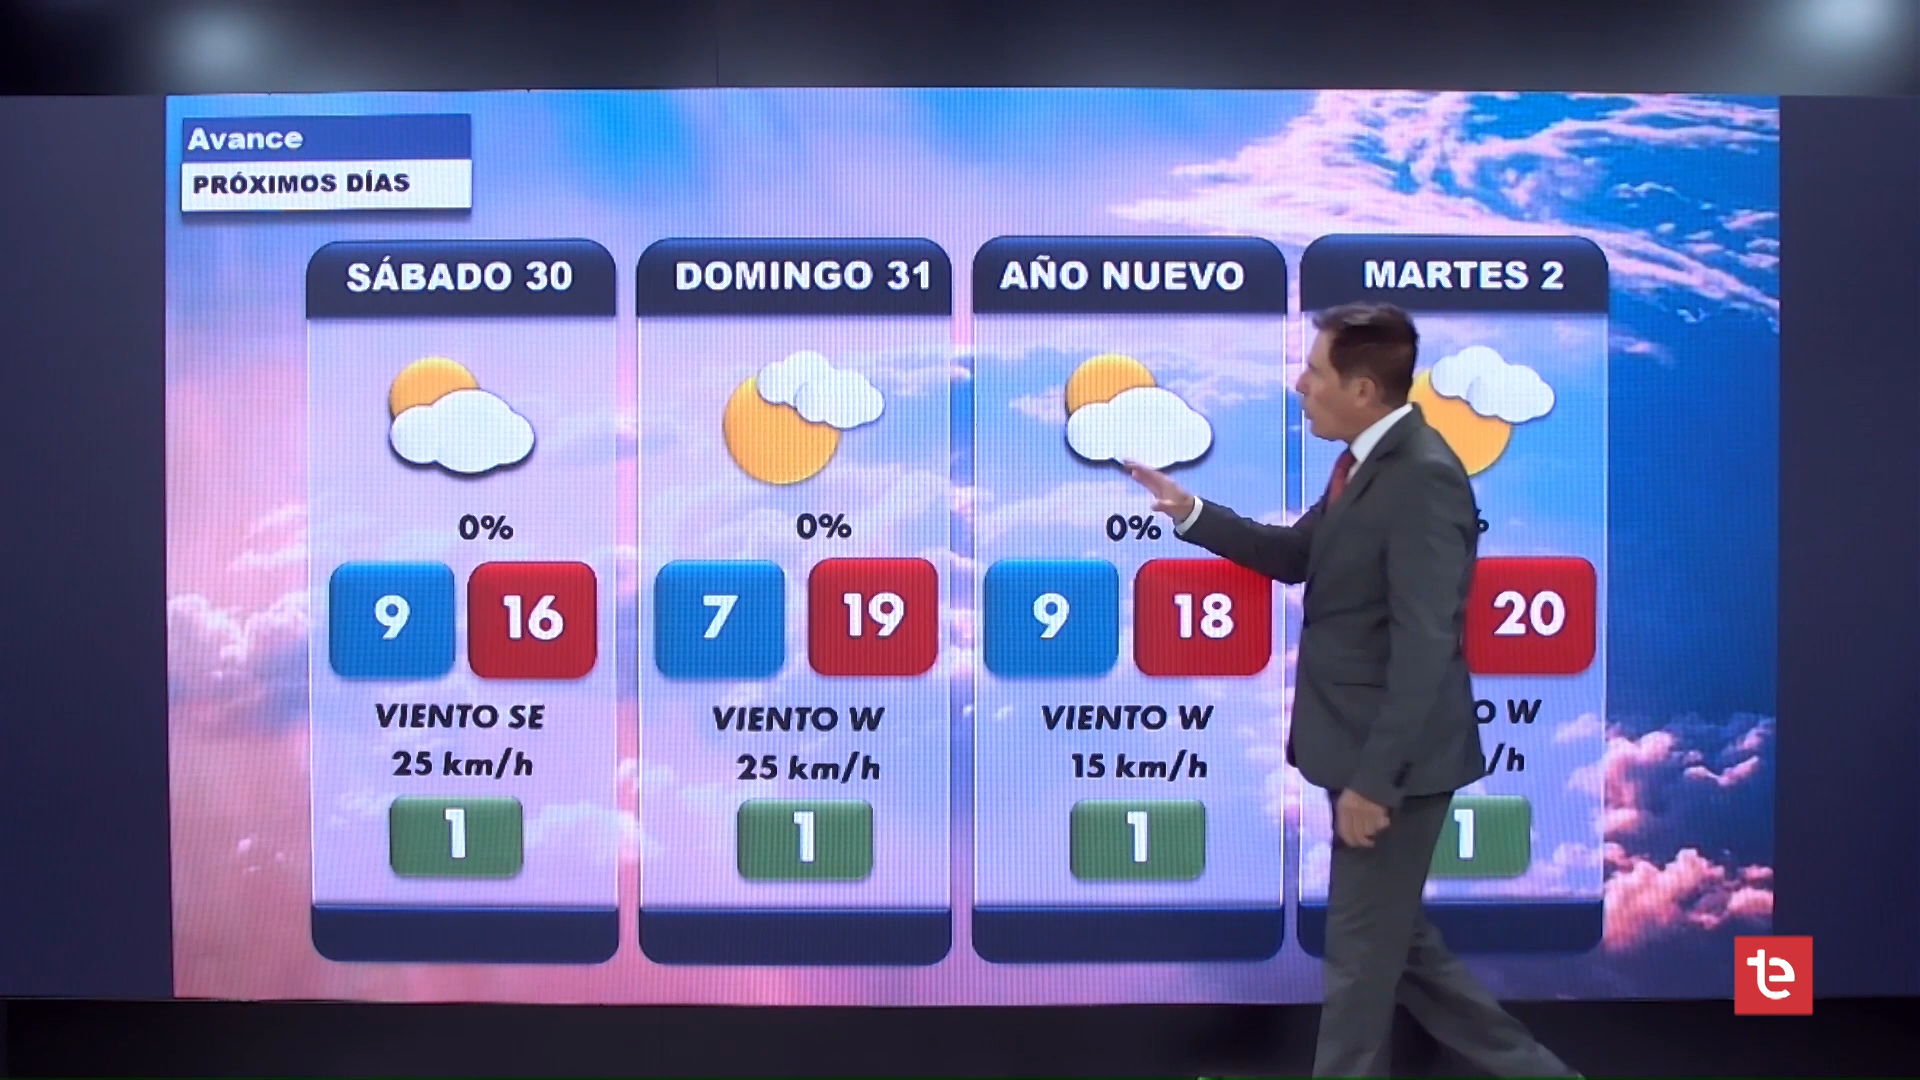 Avance
PRÓXIMOS DÍAS
SÁBADO 30
DOMINGO 31
AÑO NUEVO
MARTES 2
0%
0%
0%
%
9
16
7
19
9
18
20
VIENTO SE
25 km/h
VIENTO W
25 km/h
VIENTO W
15 km/h
O W
/h
1
1
1
1
te